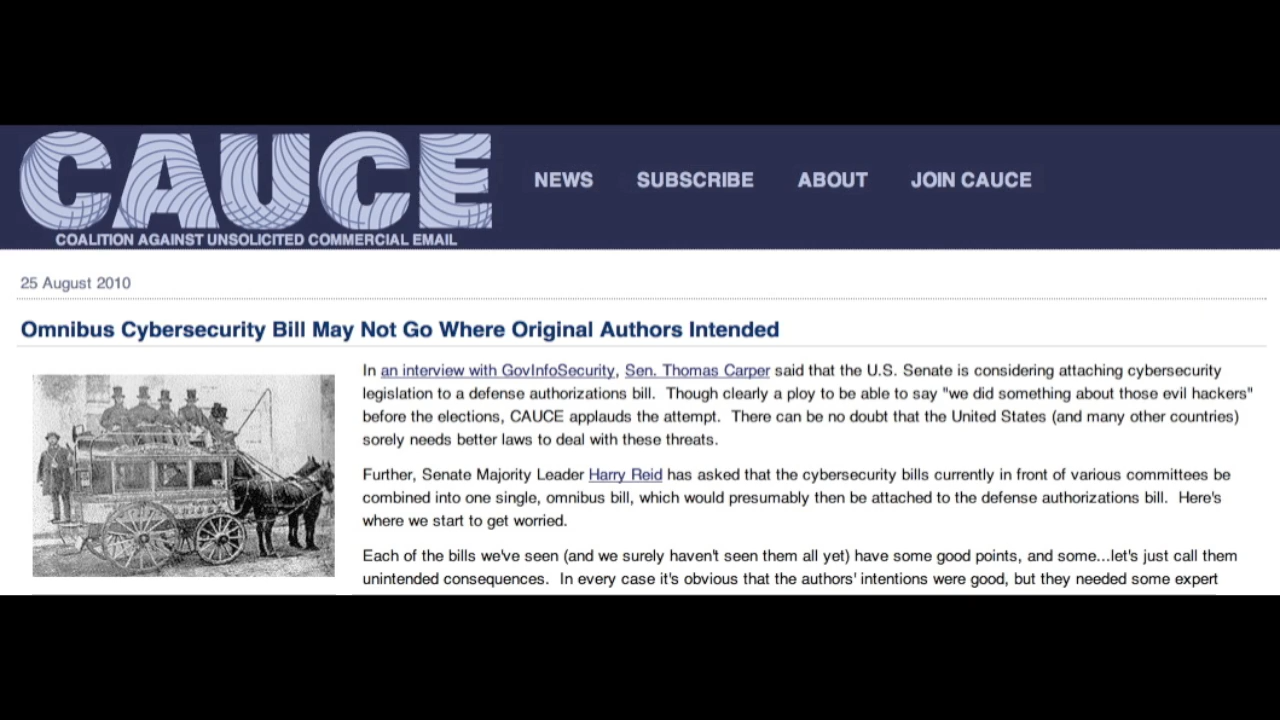 CAUCE
COALITION AGAINST UNSOLICITED COMMERCIAL EMAIL
NEWS SUBSCRIBE ABOUT JOIN CAUCE
25 August 2010
Omnibus Cybersecurity Bill May Not Go Where Original Authors Intended
In an interview with GovInfoSecurity, Sen. Thomas Carper said that the U.S. Senate is considering attaching cybersecurity
legislation to a defense authorizations bill.  Though clearly a ploy to be able to say "we did something about those evil hackers"
before the elections, CAUCE applauds the attempt.  There can be no doubt that the United States (and many other countries)
sorely needs better laws to deal with these threats.
Further, Senate Majority Leader Harry Reid has asked that the cybersecurity bills currently in front of various committees be
combined into one single, omnibus bill, which would presumably then be attached to the defense authorizations bill.  Here's
where we start to get worried.
Each of the bills we've seen (and we surely haven't seen them all yet) have some good points, and some...let's just call them
unintended consequences.  In every case it's obvious that the authors' intentions were good, but they needed some expert